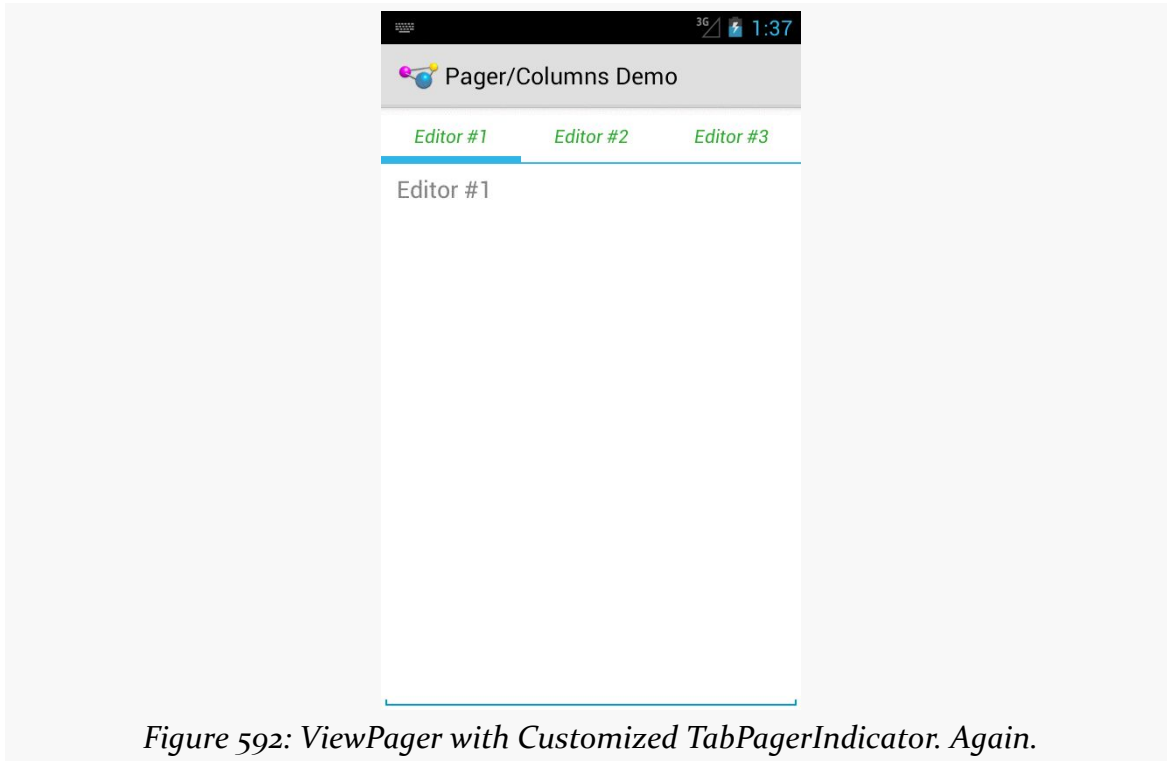 3G 1:37
Pager/Columns Demo
Editor #1 Editor #2 Editor #3
Editor #1
Figure 592: ViewPager with Customized TabPagerIndicator. Again.